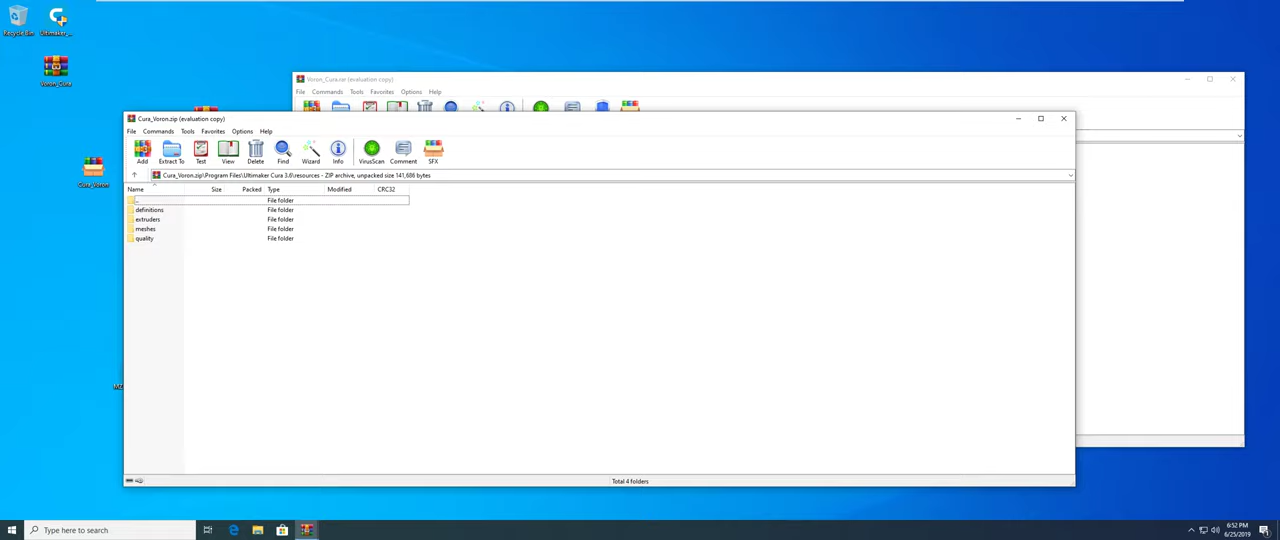 Recycle Bin
Ultimaker_...
Voron_Cura
Cura_Voron
Voron_Cura.rar (evaluation copy)
File Commands Tools Favorites Options Help
Cura_Voron.zip (evaluation copy)
File Commands Tools Favorites Options Help
Add Extract To Test View Delete Find Wizard Info VirusScan Comment SFX
Cura_Voron.zip\Program Files\Ultimaker Cura 3.6\resources - ZIP archive, unpacked size 141,686 bytes
Name Size Packed Type Modified CRC32
.. File folder
definitions File folder
extruders File folder
meshes File folder
quality File folder
Total 4 folders
Type here to search
6:52 PM
6/25/2019